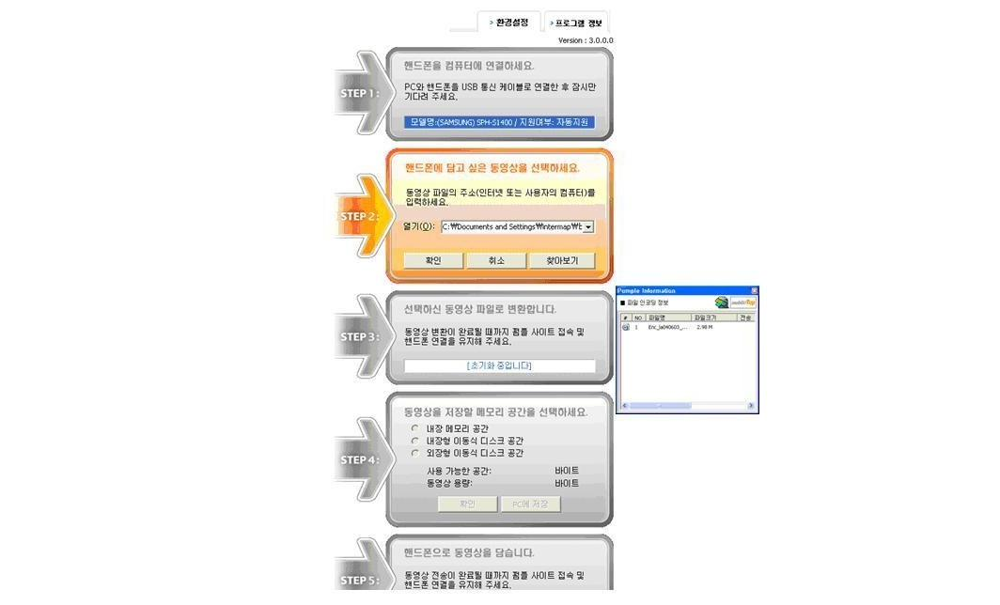 > 환경설정
> 프로그램 정보
Version : 3.0.0.0
STEP 1:
핸드폰을 컴퓨터에 연결하세요.
PC와 핸드폰을 USB 통신 케이블로 연결한 후 잠시만
기다려 주세요.
모델명:(SAMSUNG) SPH-S1400 / 지원여부: 자동지원
STEP 2:
핸드폰에 담고 싶은 동영상을 선택하세요.
동영상 파일의 주소(인터넷 또는 사용자의 컴퓨터)를
입력하세요.
열기(O): C:₩Documents and Settings₩intermap₩
확인 취소 찾아보기
STEP 3:
선택하신 동영상 파일로 변환합니다.
동영상 변환이 완료될 때까지 펌플 사이트 접속 및
핸드폰 연결을 유지해 주세요.
[초기화 중입니다]
Pumple Information
■ 파일 인코딩 정보
# NO 파일명 파일크기 전송
1 Enc_ja040603_... 2.98 M
STEP 4:
동영상을 저장할 메모리 공간을 선택하세요.
내장 메모리 공간
내장형 이동식 디스크 공간
외장형 이동식 디스크 공간
사용 가능한 공간: 바이트
동영상 용량: 바이트
확인 PC에 저장
STEP 5:
핸드폰으로 동영상을 담습니다.
동영상 전송이 완료될 때까지 펌플 사이트 접속 및
핸드폰 연결을 유지해 주세요.